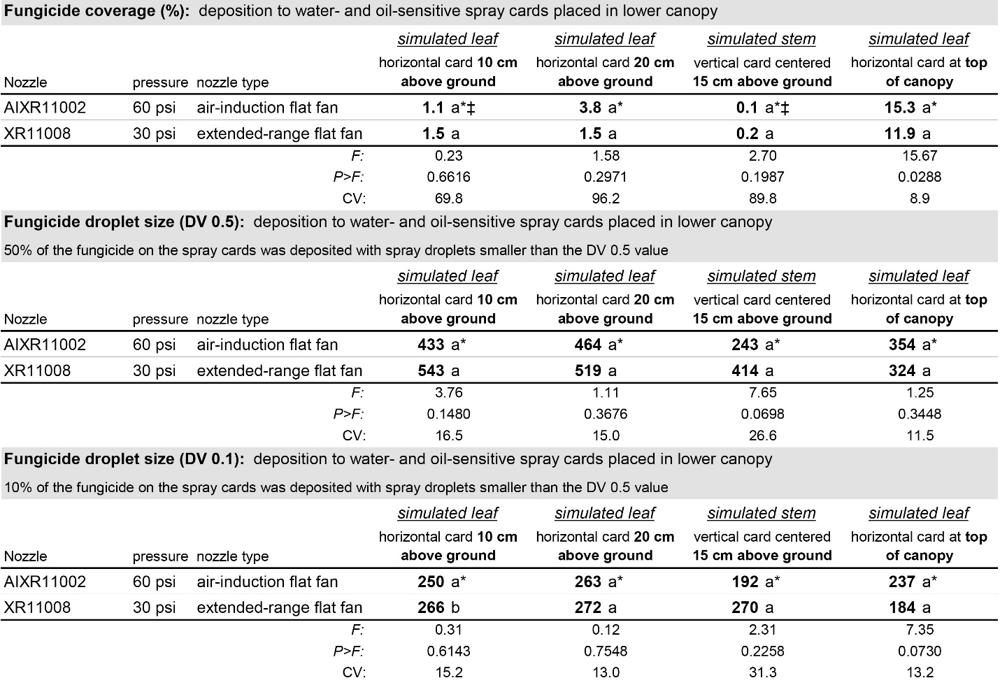 Fungicide coverage (%): deposition to water- and oil-sensitive spray cards placed in lower canopy
simulated leaf simulated leaf simulated stem simulated leaf
horizontal card 10 cm horizontal card 20 cm vertical card centered horizontal card at top
Nozzle pressure nozzle type above ground above ground 15 cm above ground of canopy
AIXR11002 60 psi air-induction flat fan 1.1 a*‡ 3.8 a* 0.1 a*‡ 15.3 a*
XR11008 30 psi extended-range flat fan 1.5 a 1.5 a 0.2 a 11.9 a
F: 0.23 1.58 2.70 15.67
P>F: 0.6616 0.2971 0.1987 0.0288
CV: 69.8 96.2 89.8 8.9
Fungicide droplet size (DV 0.5): deposition to water- and oil-sensitive spray cards placed in lower canopy
50% of the fungicide on the spray cards was deposited with spray droplets smaller than the DV 0.5 value
simulated leaf simulated leaf simulated stem simulated leaf
horizontal card 10 cm horizontal card 20 cm vertical card centered horizontal card at top
Nozzle pressure nozzle type above ground above ground 15 cm above ground of canopy
AIXR11002 60 psi air-induction flat fan 433 a* 464 a* 243 a* 354 a*
XR11008 30 psi extended-range flat fan 543 a 519 a 414 a 324 a
F: 3.76 1.11 7.65 1.25
P>F: 0.1480 0.3676 0.0698 0.3448
CV: 16.5 15.0 26.6 11.5
Fungicide droplet size (DV 0.1): deposition to water- and oil-sensitive spray cards placed in lower canopy
10% of the fungicide on the spray cards was deposited with spray droplets smaller than the DV 0.5 value
simulated leaf simulated leaf simulated stem simulated leaf
horizontal card 10 cm horizontal card 20 cm vertical card centered horizontal card at top
Nozzle pressure nozzle type above ground above ground 15 cm above ground of canopy
AIXR11002 60 psi air-induction flat fan 250 a* 263 a* 192 a* 237 a*
XR11008 30 psi extended-range flat fan 266 b 272 a 270 a 184 a
F: 0.31 0.12 2.31 7.35
P>F: 0.6143 0.7548 0.2258 0.0730
CV: 15.2 13.0 31.3 13.2